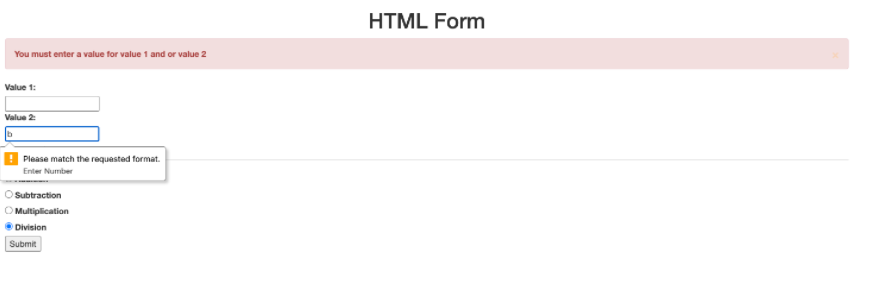 HTML Form
You must enter a value for value 1 and or value 2
×
Value 1:
Value 2:
b
Please match the requested format.
Enter Number
Subtraction
Multiplication
Division
Submit